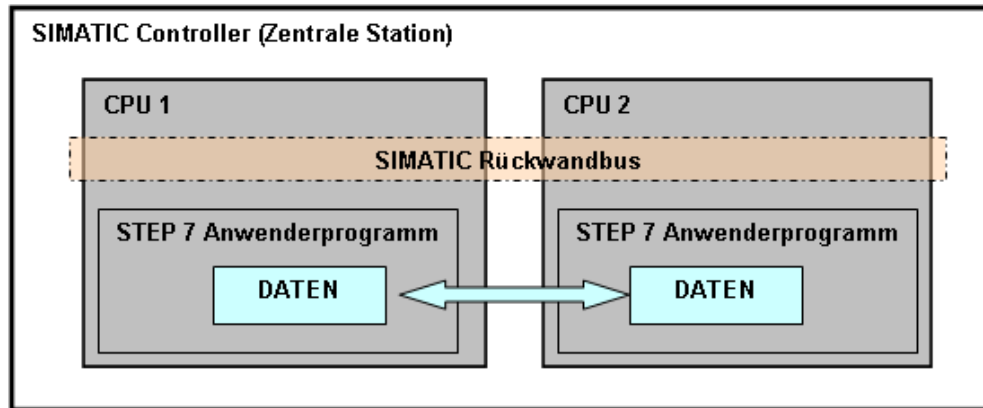 SIMATIC Controller (Zentrale Station)
CPU 1
CPU 2
SIMATIC Rückwandbus
STEP 7 Anwenderprogramm
STEP 7 Anwenderprogramm
DATEN
DATEN